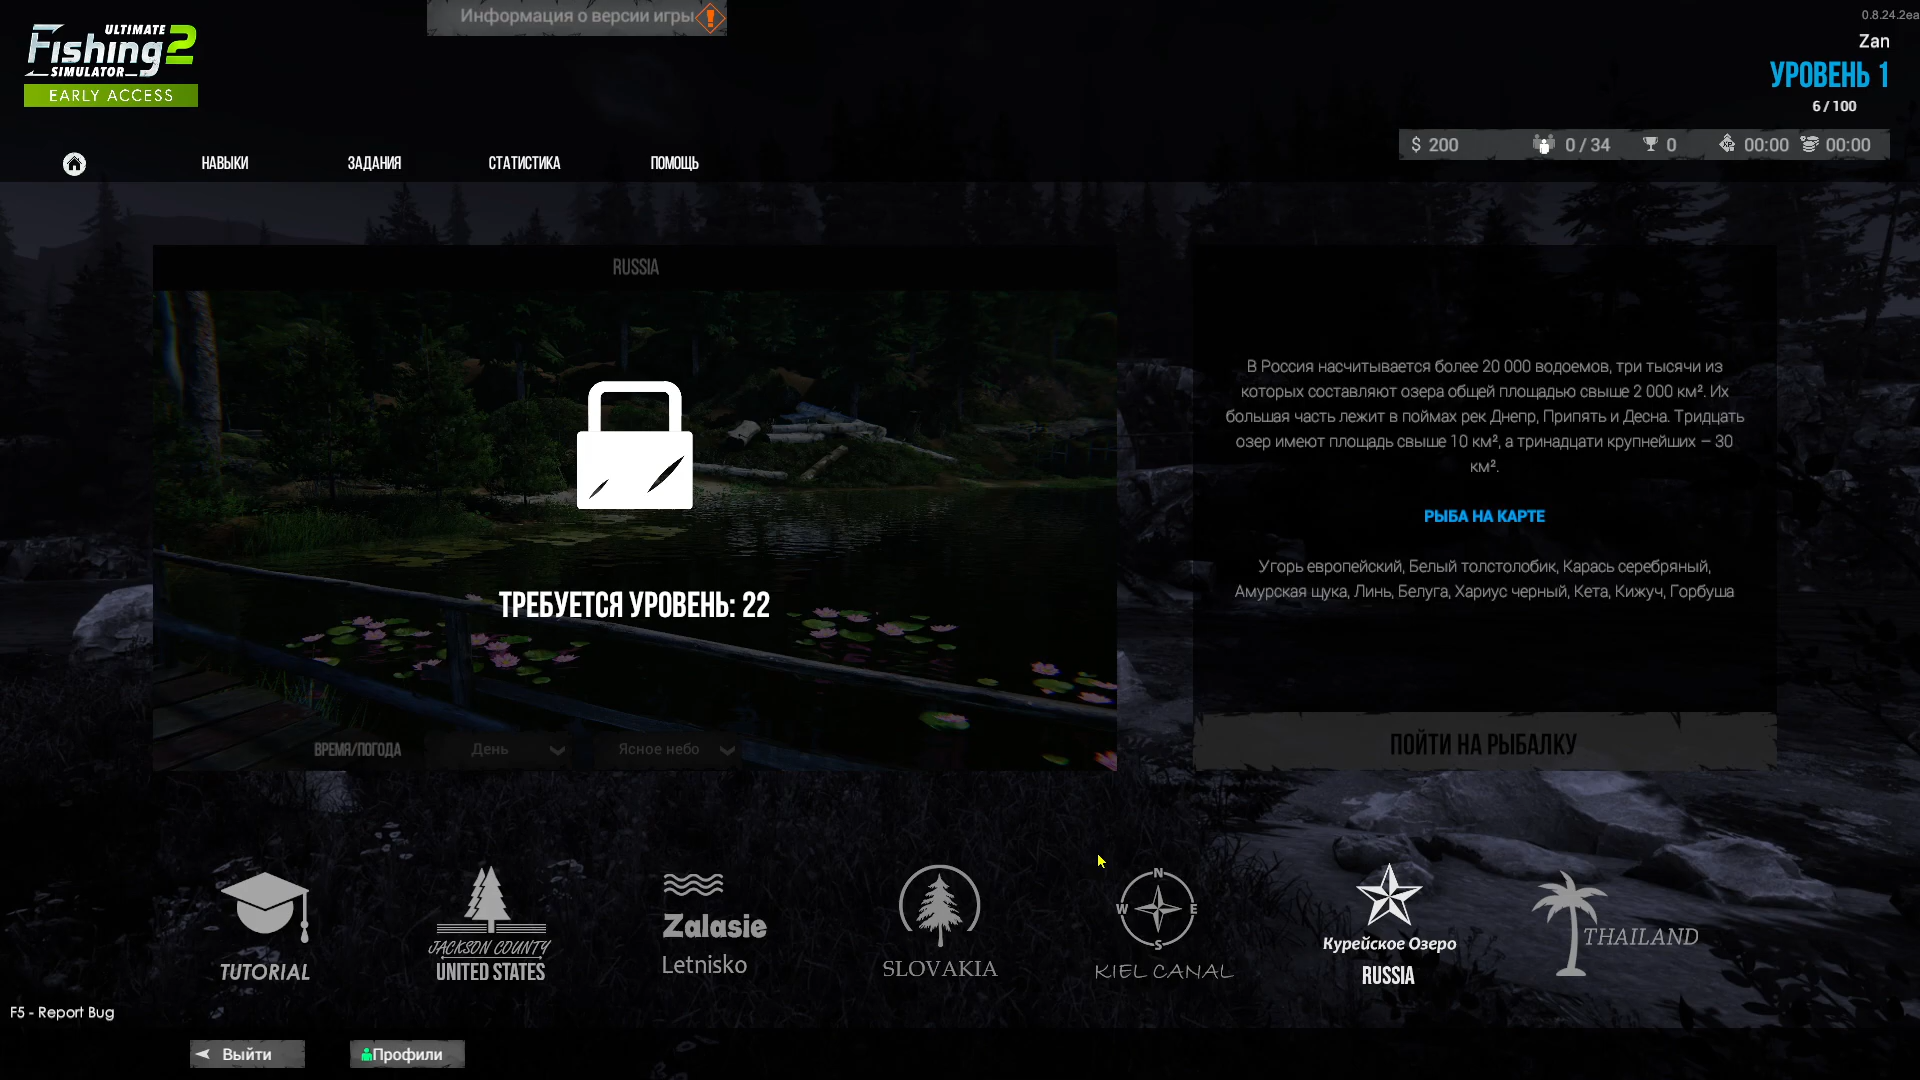 ULTIMATE
Fishing 2
SIMULATOR
EARLY ACCESS
Информация о версии игры
0.8.24.2ea
Zan
УРОВЕНЬ 1
6 / 100
$ 200
0 / 34
0
XP 00:00
00:00
НАВЫКИ
ЗАДАНИЯ
СТАТИСТИКА
ПОМОЩЬ
RUSSIA
ТРЕБУЕТСЯ УРОВЕНЬ: 22
ВРЕМЯ/ПОГОДА
День
Ясное небо
В Россия насчитывается более 20 000 водоемов, три тысячи из
которых составляют озера общей площадью свыше 2 000 км². Их
большая часть лежит в поймах рек Днепр, Припять и Десна. Тридцать
озер имеют площадь свыше 10 км², а тринадцати крупнейших – 30
км².
РЫБА НА КАРТЕ
Угорь европейский, Белый толстолобик, Карась серебряный,
Амурская щука, Линь, Белуга, Хариус черный, Кета, Кижуч, Горбуша
ПОЙТИ НА РЫБАЛКУ
TUTORIAL
JACKSON COUNTY
UNITED STATES
Zalasie
Letnisko
SLOVAKIA
N
W
E
S
KIEL CANAL
Курейское Озеро
RUSSIA
THAILAND
F5 - Report Bug
Выйти
Профили